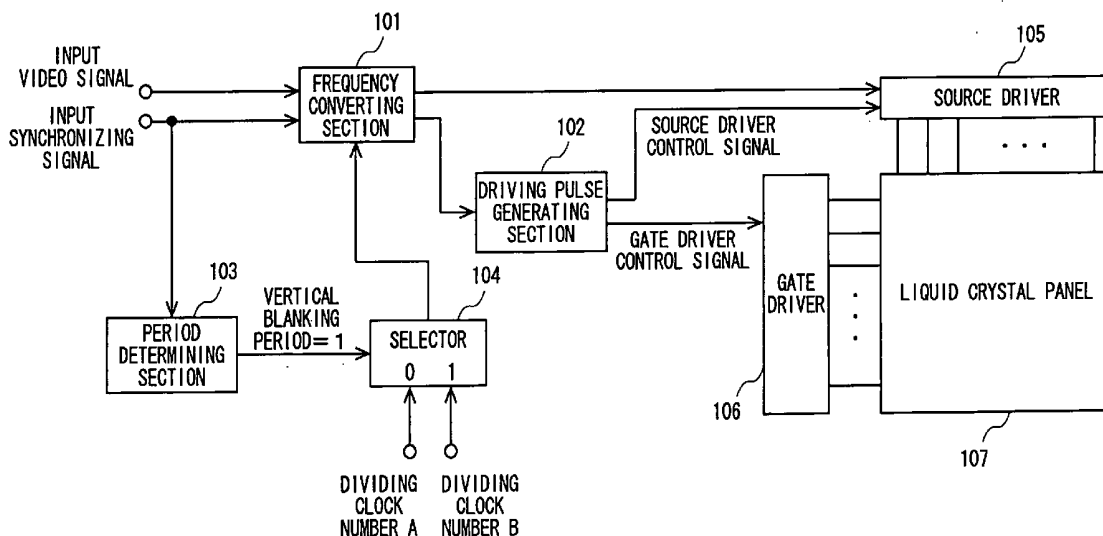 101
105
INPUT
VIDEO SIGNAL
FREQUENCY
CONVERTING
SECTION
SOURCE DRIVER
INPUT
SYNCHRONIZING
SIGNAL
102
SOURCE DRIVER
CONTROL SIGNAL
. . .
DRIVING PULSE
GENERATING
SECTION
GATE DRIVER
CONTROL SIGNAL
GATE
DRIVER
LIQUID CRYSTAL PANEL
103
VERTICAL
BLANKING
PERIOD=1
104
PERIOD
DETERMINING
SECTION
SELECTOR
0 1
106
107
DIVIDING
CLOCK
NUMBER A
DIVIDING
CLOCK
NUMBER B